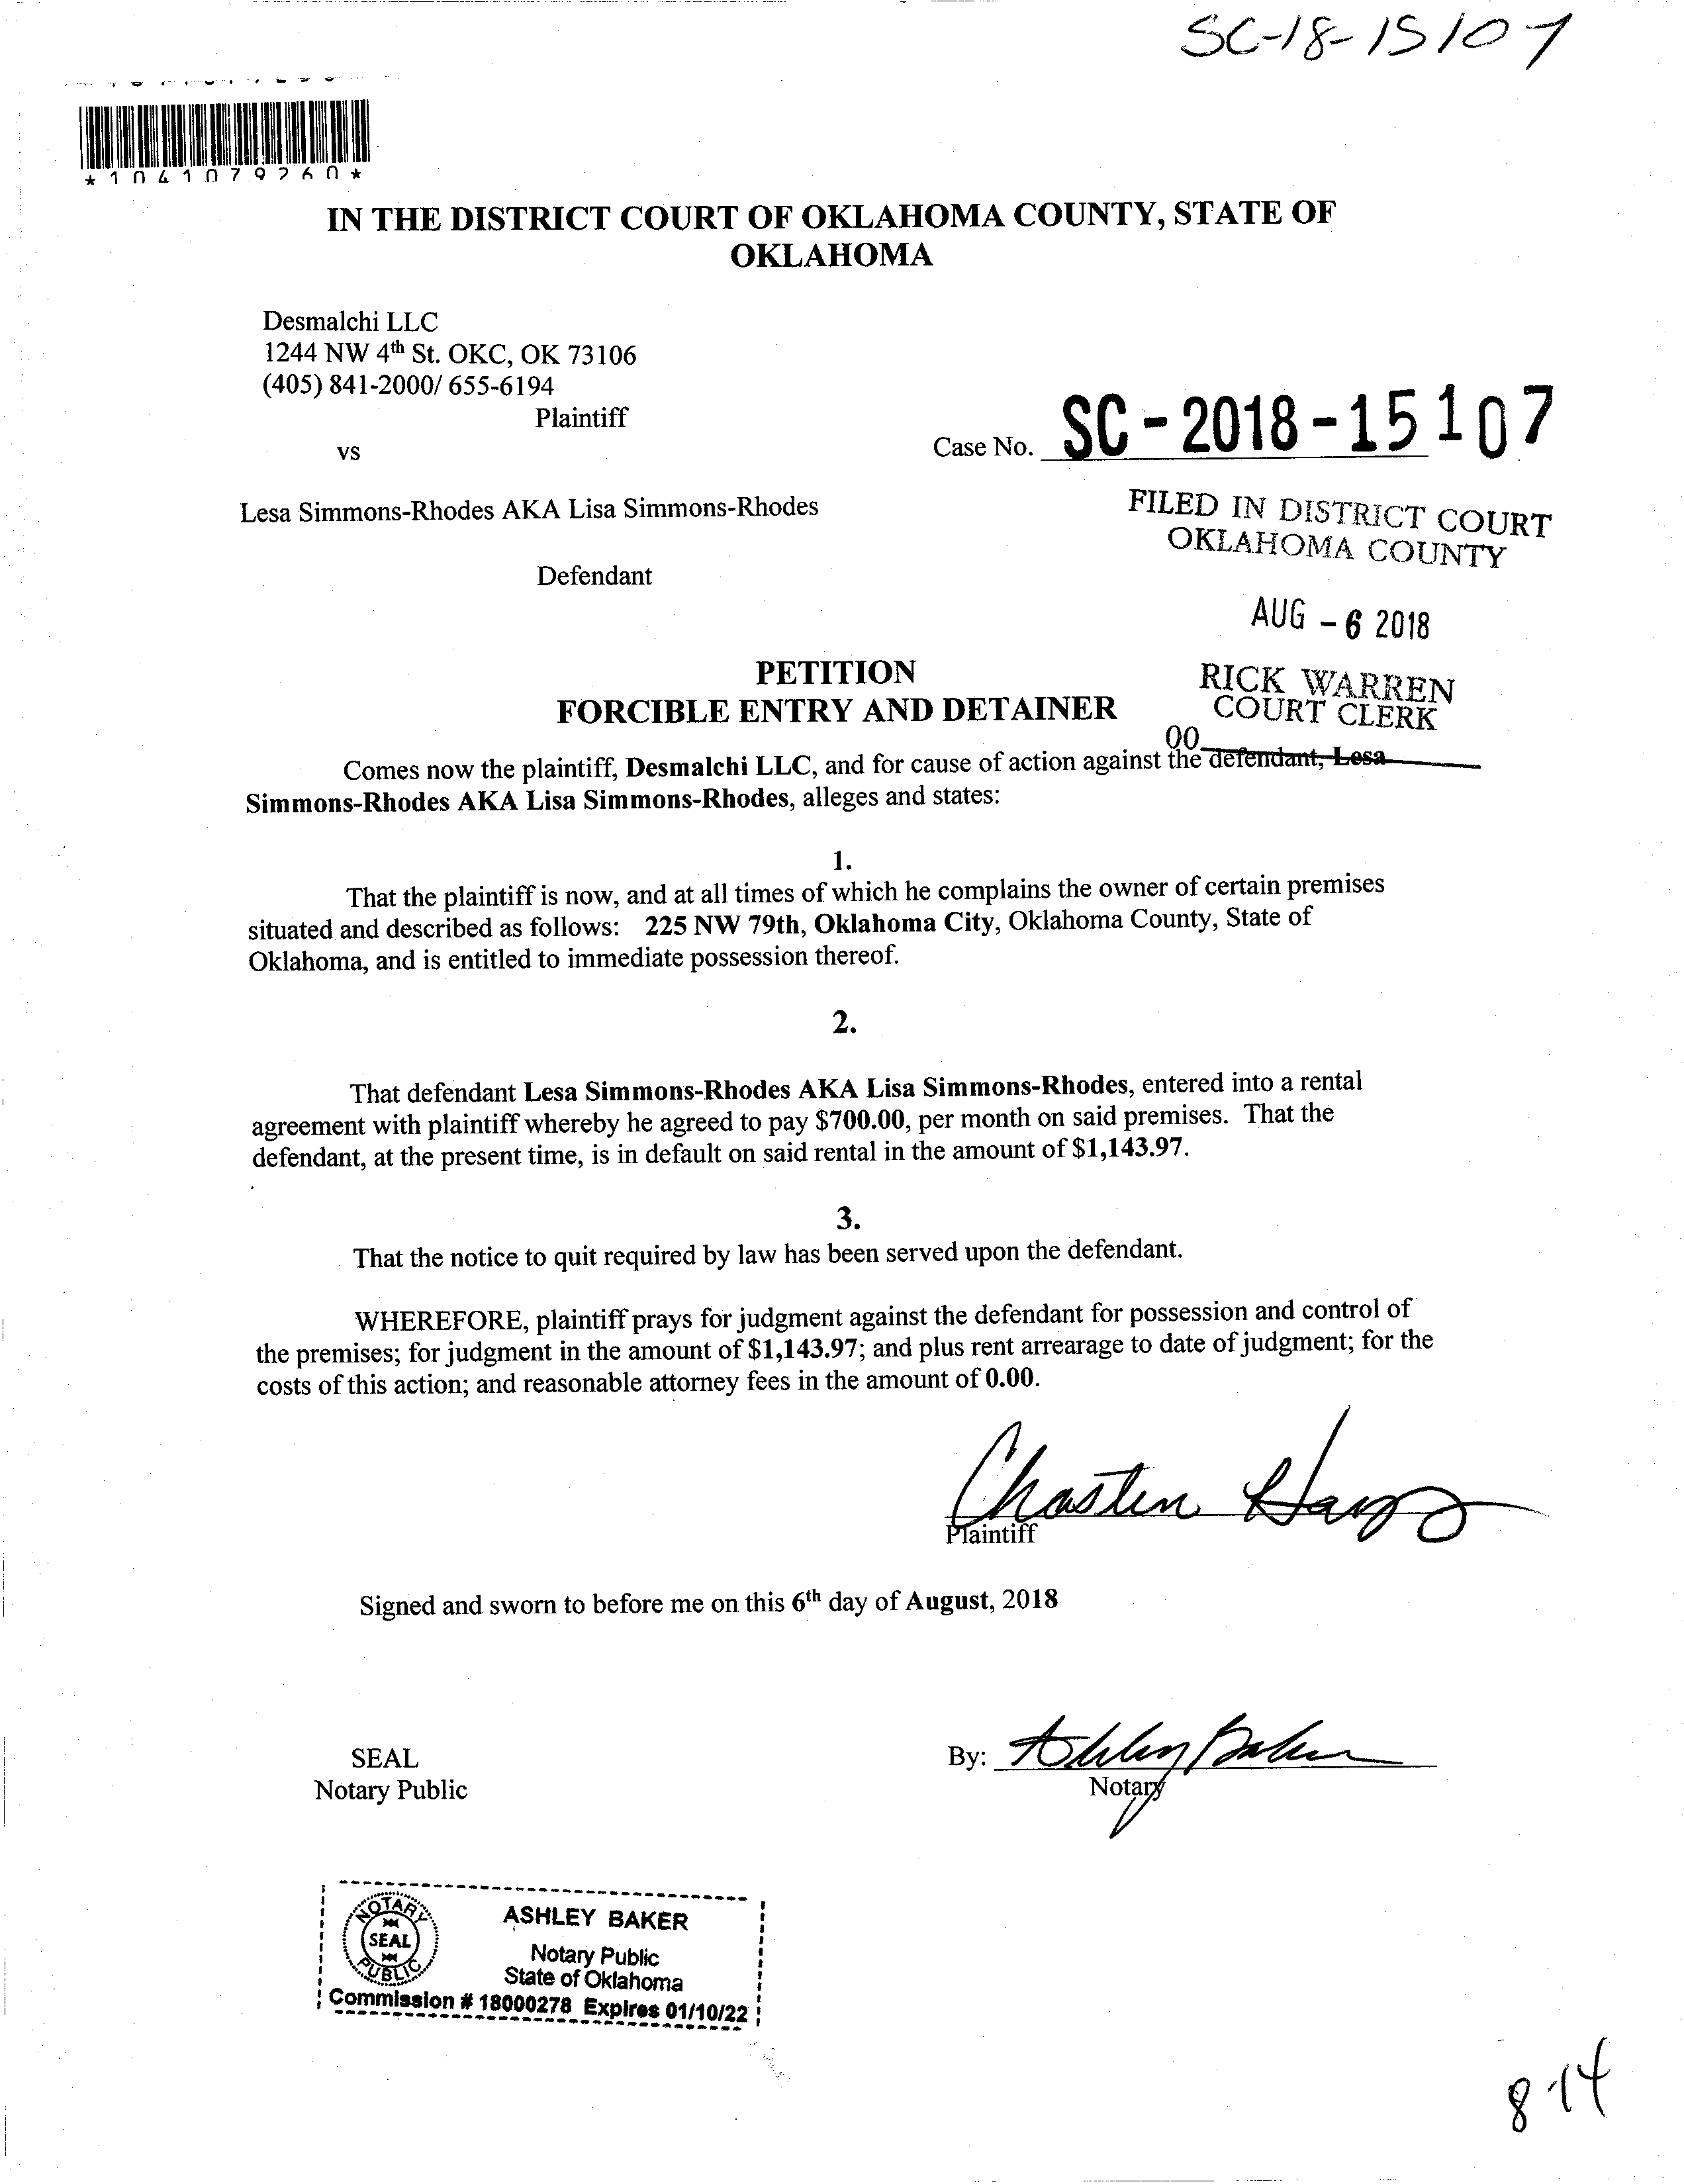 SC-18-15107
*1041079260*
IN THE DISTRICT COURT OF OKLAHOMA COUNTY, STATE OF
OKLAHOMA
Desmalchi LLC
1244 NW 4th St. OKC, OK 73106
(405) 841-2000/ 655-6194
Plaintiff
vs
Case No. SC-2018-15107
Lesa Simmons-Rhodes AKA Lisa Simmons-Rhodes
FILED IN DISTRICT COURT
OKLAHOMA COUNTY
Defendant
AUG - 6 2018
PETITION
FORCIBLE ENTRY AND DETAINER
RICK WARREN
COURT CLERK
00
Comes now the plaintiff, Desmalchi LLC, and for cause of action against the defendant, Lesa
Simmons-Rhodes AKA Lisa Simmons-Rhodes, alleges and states:
1.
That the plaintiff is now, and at all times of which he complains the owner of certain premises
situated and described as follows: 225 NW 79th, Oklahoma City, Oklahoma County, State of
Oklahoma, and is entitled to immediate possession thereof.
2.
That defendant Lesa Simmons-Rhodes AKA Lisa Simmons-Rhodes, entered into a rental
agreement with plaintiff whereby he agreed to pay $700.00, per month on said premises. That the
defendant, at the present time, is in default on said rental in the amount of $1,143.97.
3.
That the notice to quit required by law has been served upon the defendant.
WHEREFORE, plaintiff prays for judgment against the defendant for possession and control of
the premises; for judgment in the amount of $1,143.97; and plus rent arrearage to date of judgment; for the
costs of this action; and reasonable attorney fees in the amount of 0.00.
Chasten
Plaintiff
Signed and sworn to before me on this 6th day of August, 2018
SEAL
Notary Public
By: Ashley Baker
Notary
NOTARY
SEAL
PUBLIC
ASHLEY BAKER
Notary Public
State of Oklahoma
Commission # 18000278 Expires 01/10/22
8-14